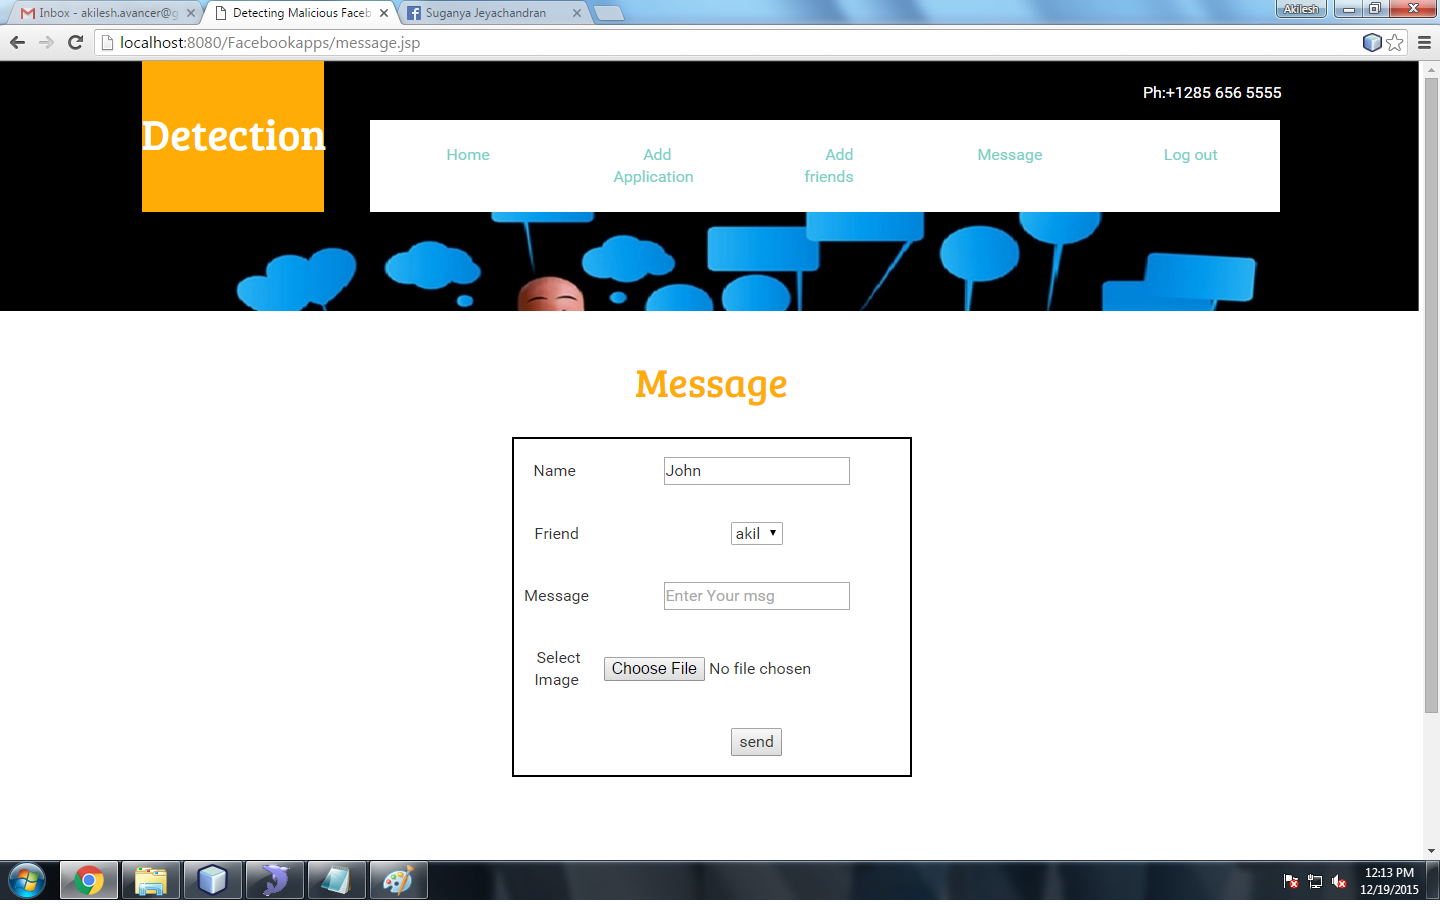 Inbox - akilesh.avancer@g
Detecting Malicious Faceb
Suganya Jeyachandran
Akilesh
localhost:8080/Facebookapps/message.jsp
Ph:+1285 656 5555
Detection
Home
Add Application
Add friends
Message
Log out
Message
Name
John
Friend
akil
Message
Enter Your msg
Select
Image
Choose File No file chosen
send
12:13 PM
12/19/2015